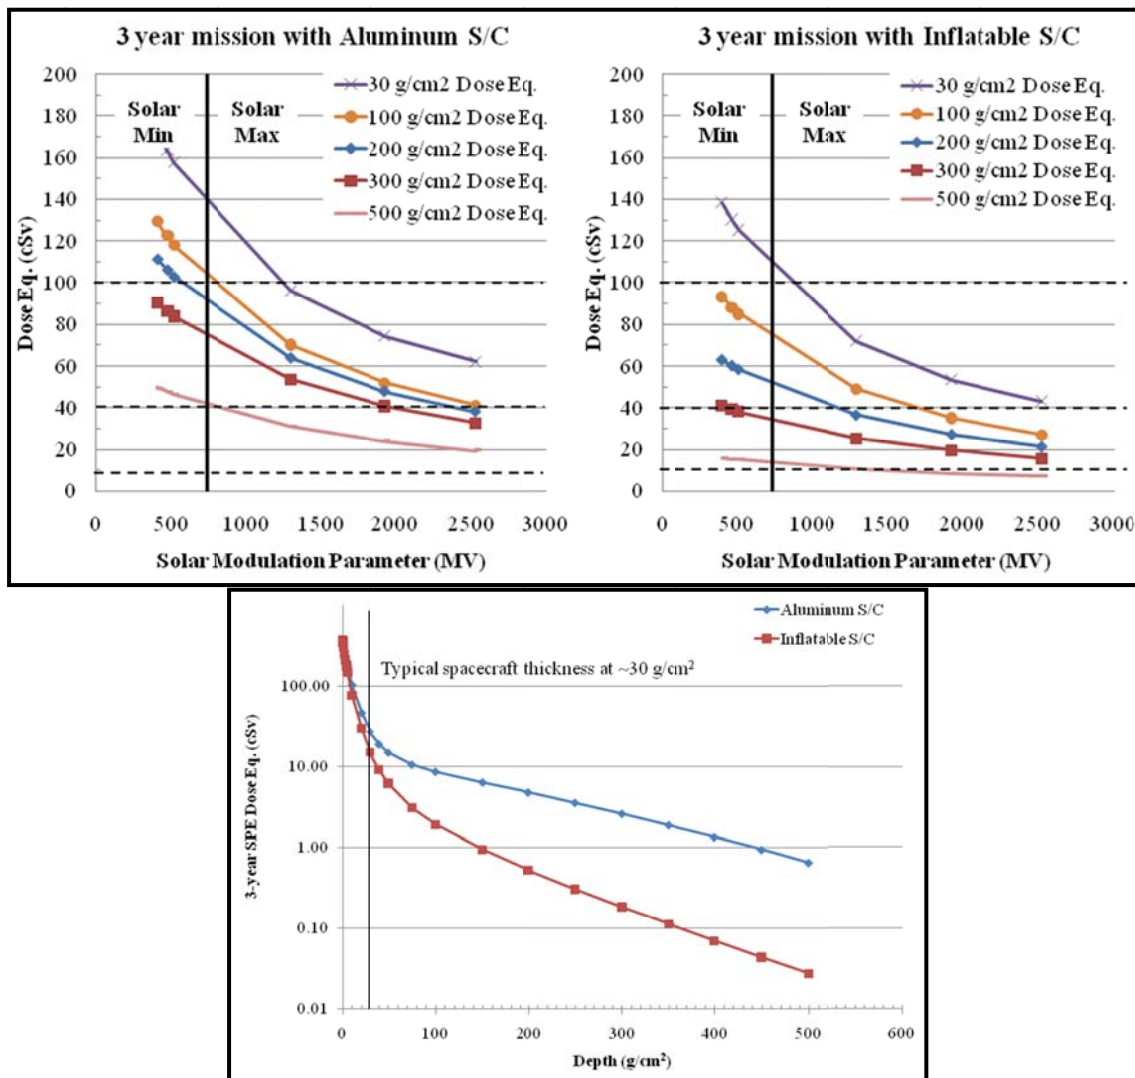 3 year mission with Aluminum S/C
200
180
160
140
120
100
80
60
40
20
0
Dose Eq. (cSv)
Solar Min
Solar Max
30 g/cm2 Dose Eq.
100 g/cm2 Dose Eq.
200 g/cm2 Dose Eq.
300 g/cm2 Dose Eq.
500 g/cm2 Dose Eq.
0 500 1000 1500 2000 2500 3000
Solar Modulation Parameter (MV)
3 year mission with Inflatable S/C
200
180
160
140
120
100
80
60
40
20
0
Dose Eq. (cSv)
Solar Min
Solar Max
30 g/cm2 Dose Eq.
100 g/cm2 Dose Eq.
200 g/cm2 Dose Eq.
300 g/cm2 Dose Eq.
500 g/cm2 Dose Eq.
0 500 1000 1500 2000 2500 3000
Solar Modulation Parameter (MV)
Aluminum S/C
Inflatable S/C
Typical spacecraft thickness at ~30 g/cm²
100.00
10.00
1.00
0.10
0.01
3-year SPE Dose Eq. (cSv)
0 100 200 300 400 500 600
Depth (g/cm²)